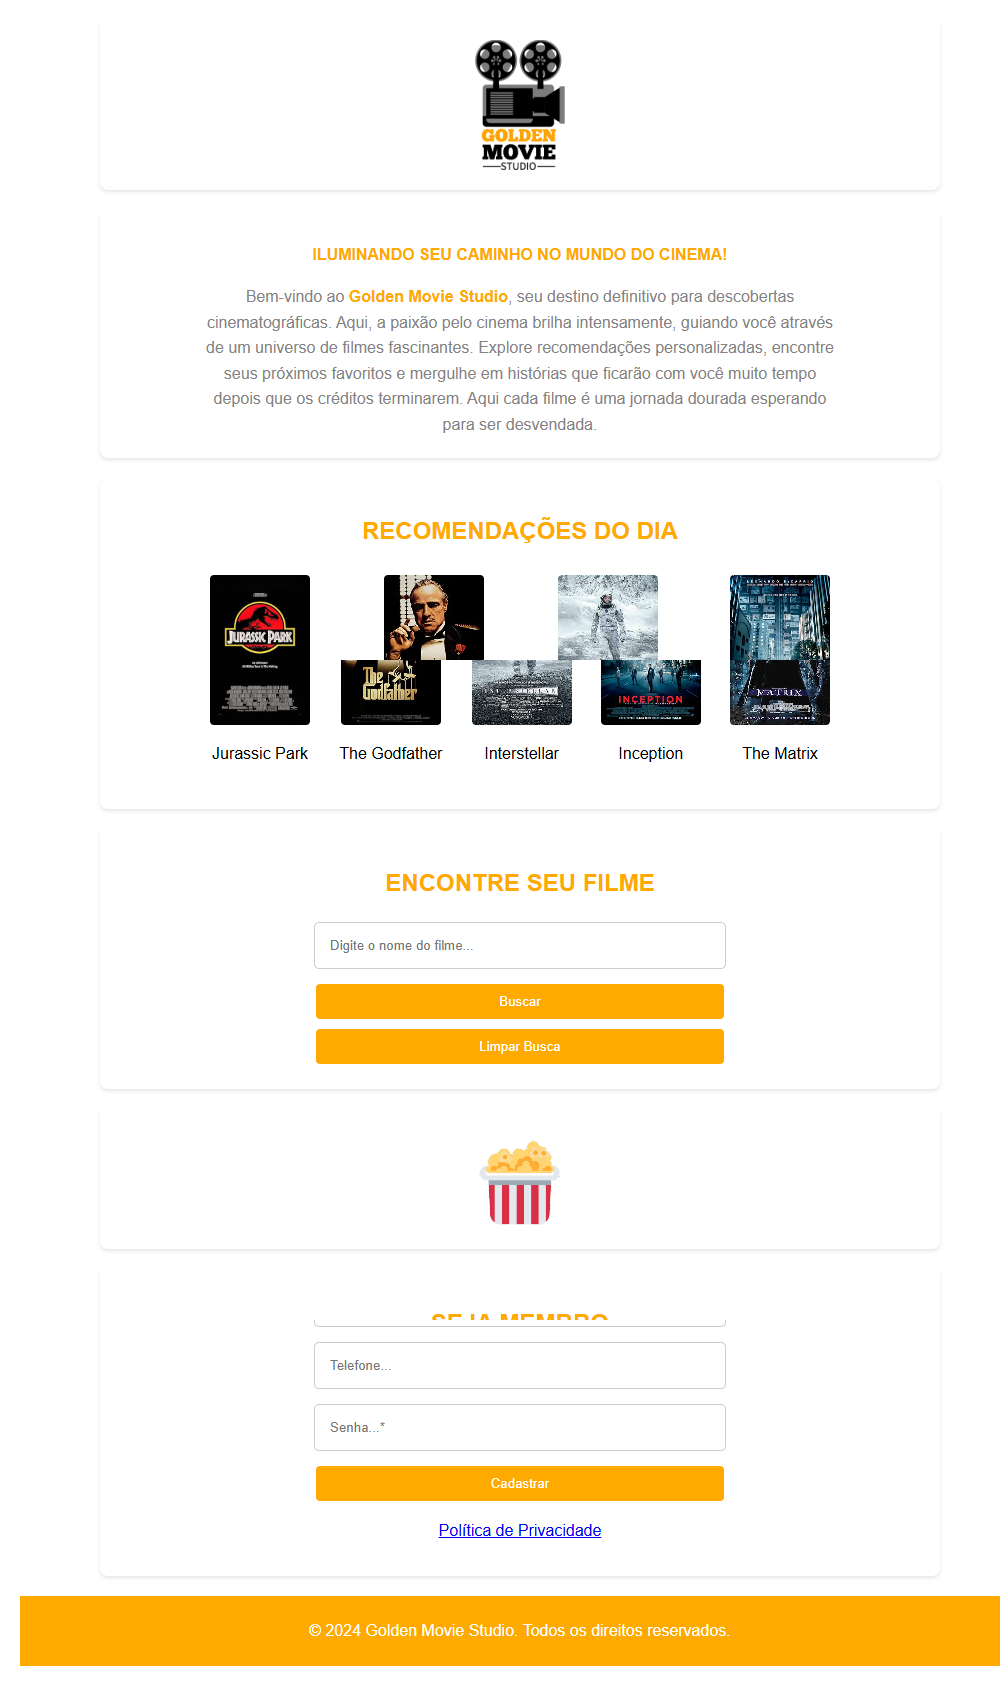 GOLDEN
MOVIE
STUDIO
ILUMINANDO SEU CAMINHO NO MUNDO DO CINEMA!
Bem-vindo ao Golden Movie Studio, seu destino definitivo para descobertas
cinematográficas. Aqui, a paixão pelo cinema brilha intensamente, guiando você através
de um universo de filmes fascinantes. Explore recomendações personalizadas, encontre
seus próximos favoritos e mergulhe em histórias que ficarão com você muito tempo
depois que os créditos terminarem. Aqui cada filme é uma jornada dourada esperando
para ser desvendada.
RECOMENDAÇÕES DO DIA
JURASSIC PARK
The
Godfather
INTERSTELLAR
INCEPTION
MATRIX
Jurassic Park
The Godfather
Interstellar
Inception
The Matrix
ENCONTRE SEU FILME
Digite o nome do filme...
Buscar
Limpar Busca
SEJA MEMBRO
Telefone...
Senha...*
Cadastrar
Política de Privacidade
© 2024 Golden Movie Studio. Todos os direitos reservados.